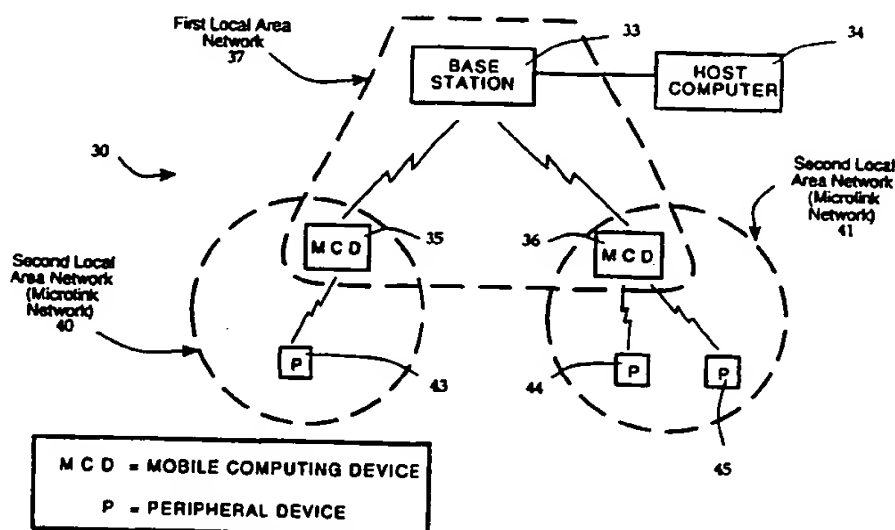 First Local Area
Network
37
33
34
BASE
STATION
HOST
COMPUTER
30
Second Local
Area Network
(Microlink
Network)
41
MCD
35
36
MCD
Second Local
Area Network
(Microlink
Network)
40
P
43
44
P
P
45
MCD = MOBILE COMPUTING DEVICE
P = PERIPHERAL DEVICE